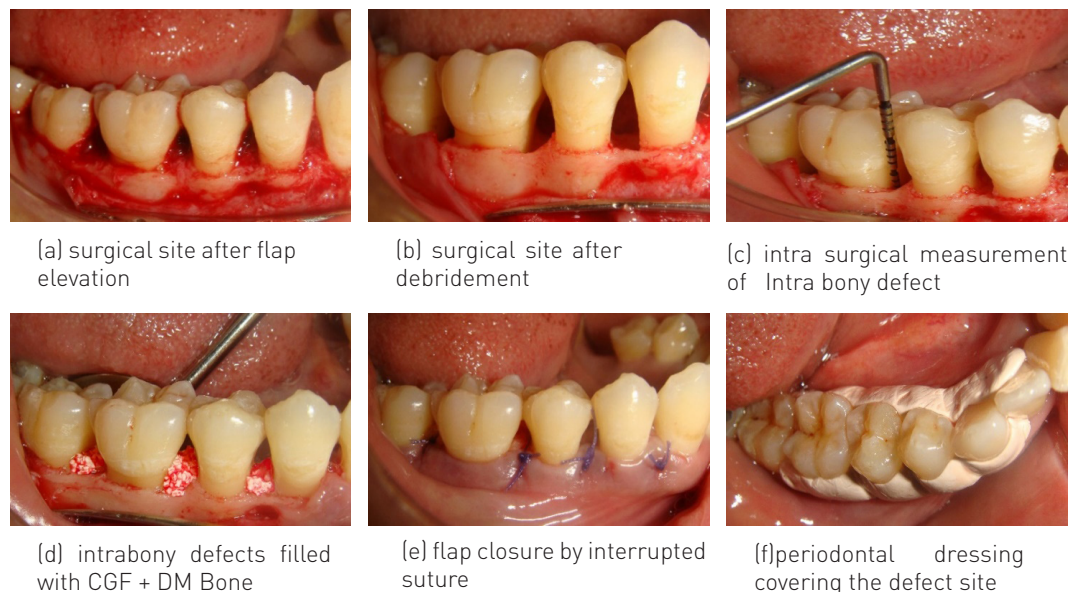 (a) surgical site after flap
elevation
(b) surgical site after
debridement
(c) intra surgical measurement
of Intra bony defect
(d) intrabony defects filled
with CGF + DM Bone
(e) flap closure by interrupted
suture
(f)periodontal dressing
covering the defect site